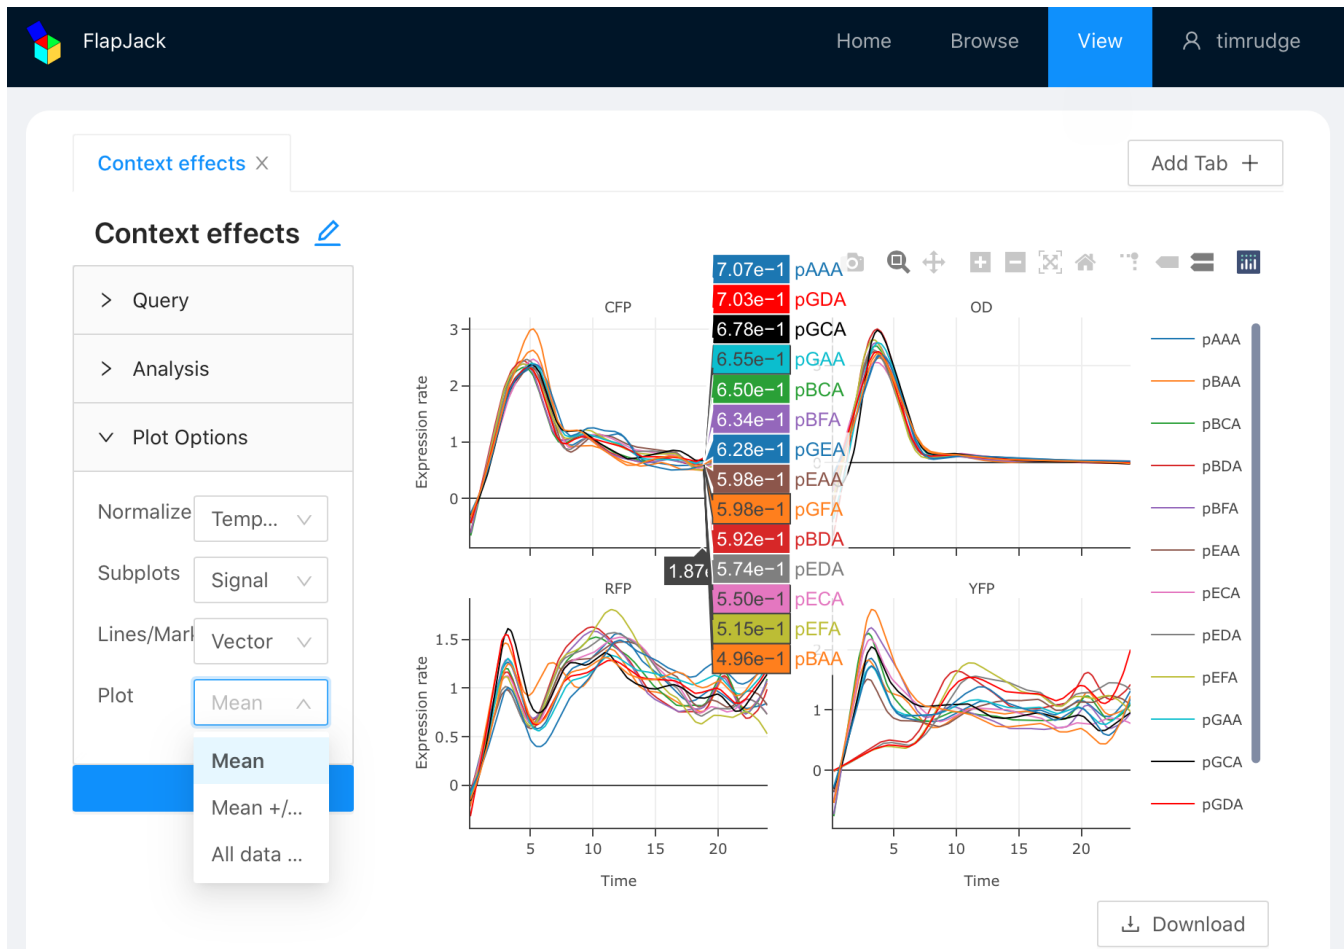 FlapJack
Home
Browse
View
timrudge
Context effects
Add Tab
Context effects
Query
Analysis
Plot Options
Normalize
Temp...
Subplots
Signal
Lines/Mar
Vector
Plot
Mean
Mean
Mean +/...
All data ...
7.07e−1 pAAA
7.03e−1 pGDA
6.78e−1 pGCA
6.55e−1 pGAA
6.50e−1 pBCA
6.34e−1 pBFA
6.28e−1 pGEA
5.98e−1 pEAA
5.98e−1 pGFA
5.92e−1 pBDA
5.74e−1 pEDA
5.50e−1 pECA
5.15e−1 pEFA
4.96e−1 pBAA
1.87
CFP
Expression rate
3
2
1
0
OD
0
RFP
Expression rate
1.5
1
0.5
0
5
10
15
20
Time
YFP
1
0
5
10
15
20
Time
pAAA
pBAA
pBCA
pBDA
pBFA
pEAA
pECA
pEDA
pEFA
pGAA
pGCA
pGDA
Download